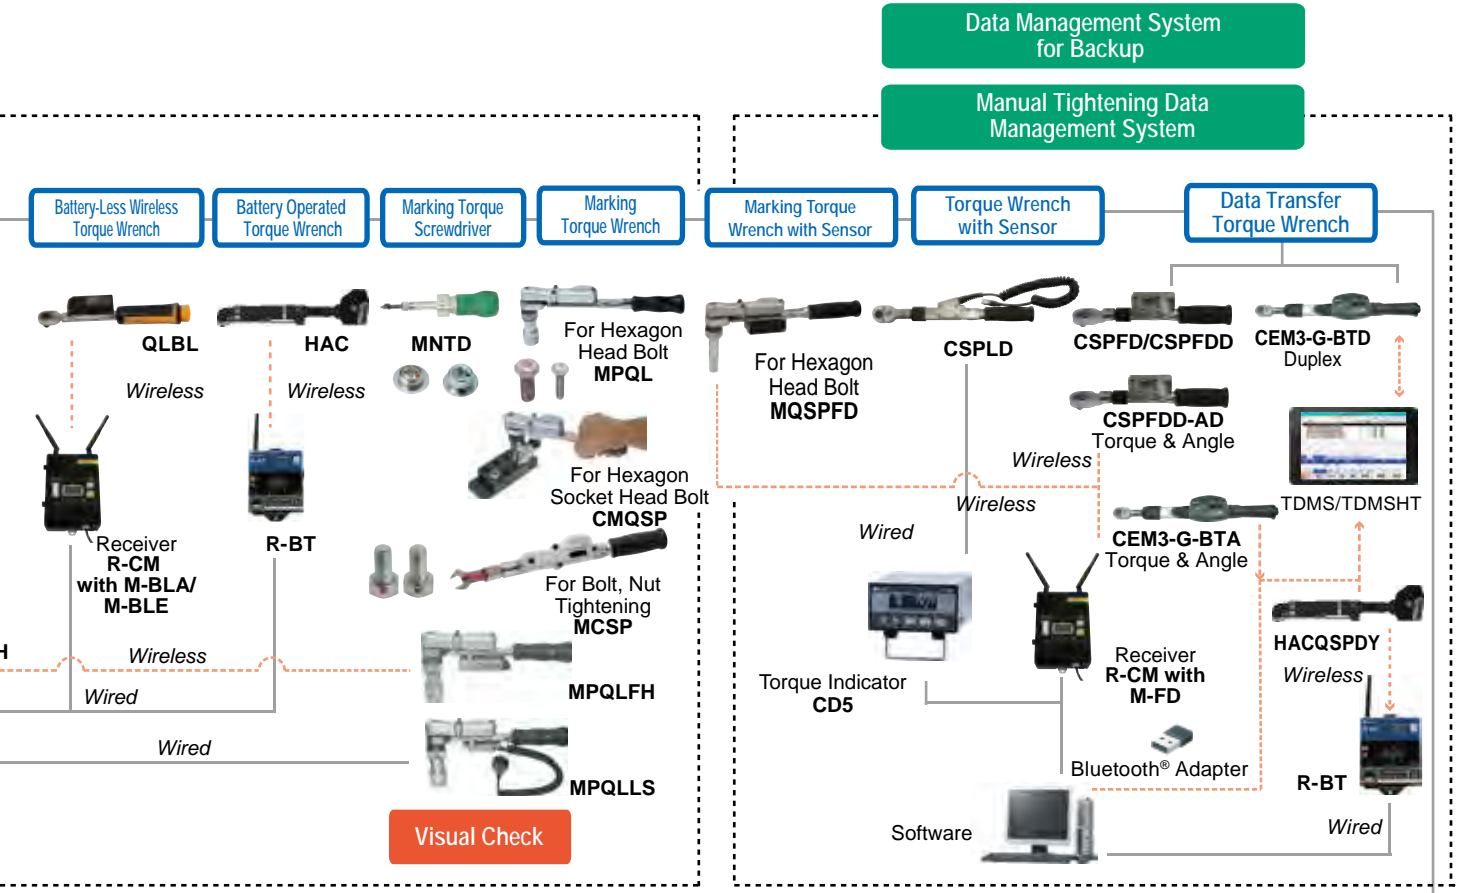 Data Management System
for Backup
Manual Tightening Data
Management System
Battery-Less Wireless
Torque Wrench
Battery Operated
Torque Wrench
Marking Torque
Screwdriver
Marking
Torque Wrench
Marking Torque
Wrench with Sensor
Torque Wrench
with Sensor
Data Transfer
Torque Wrench
QLBL
HAC
MNTD
For Hexagon
Head Bolt
MPQL
For Hexagon
Head Bolt
MQSPFD
CSPLD
CSPFD/CSPFDD
CEM3-G-BTD
Duplex
Wireless
Wireless
CSPFDD-AD
Torque & Angle
Wireless
Wireless
For Hexagon
Socket Head Bolt
CMQSP
TDMS/TDMSHT
Wired
Receiver
R-CM
with M-BLA/
M-BLE
R-BT
CEM3-G-BTA
Torque & Angle
For Bolt, Nut
Tightening
MCSP
H
Wireless
HACQSPDY
Wireless
Receiver
R-CM with
M-FD
Torque Indicator
CD5
Wired
MPQLFH
Wired
Bluetooth® Adapter
R-BT
MPQLLS
Visual Check
Software
Wired